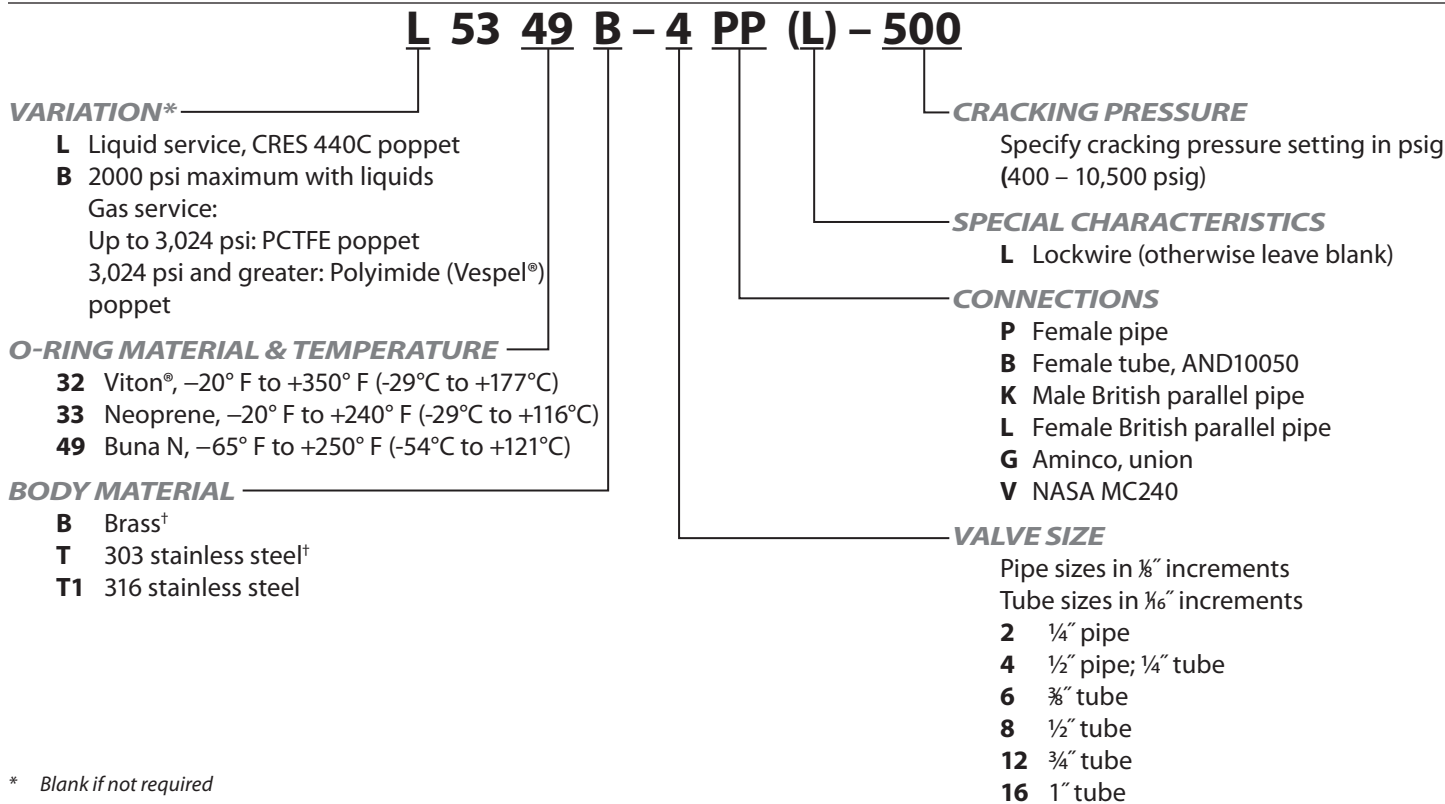 L 53 49 B – 4 PP (L) – 500
VARIATION*
L Liquid service, CRES 440C poppet
B 2000 psi maximum with liquids
Gas service:
Up to 3,024 psi: PCTFE poppet
3,024 psi and greater: Polyimide (Vespel®)
poppet
O-RING MATERIAL & TEMPERATURE
32 Viton®, –20° F to +350° F (-29°C to +177°C)
33 Neoprene, –20° F to +240° F (-29°C to +116°C)
49 Buna N, –65° F to +250° F (-54°C to +121°C)
BODY MATERIAL
B Brass†
T 303 stainless steel†
T1 316 stainless steel
* Blank if not required
CRACKING PRESSURE
Specify cracking pressure setting in psig
(400 – 10,500 psig)
SPECIAL CHARACTERISTICS
L Lockwire (otherwise leave blank)
CONNECTIONS
P Female pipe
B Female tube, AND10050
K Male British parallel pipe
L Female British parallel pipe
G Aminco, union
V NASA MC240
VALVE SIZE
Pipe sizes in ⅛˝ increments
Tube sizes in 1⁄16˝ increments
2 ¼˝ pipe
4 ½˝ pipe; ¼˝ tube
6 ⅜˝ tube
8 ½˝ tube
12 ¾˝ tube
16 1˝ tube